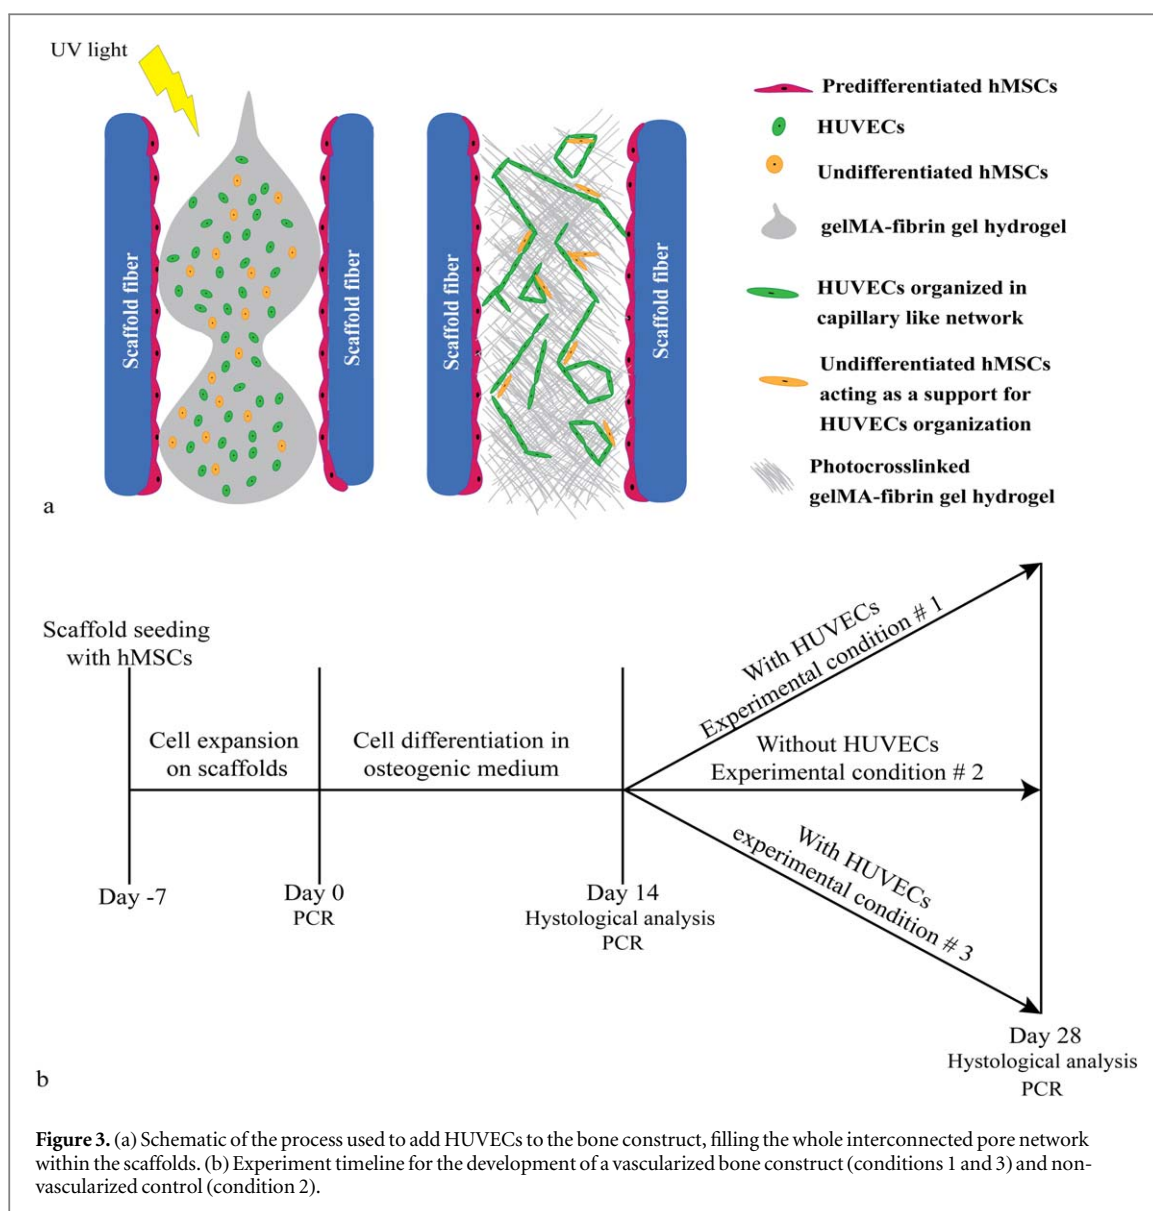 UV light
Scaffold fiber
Scaffold fiber
Scaffold fiber
Scaffold fiber
Predifferentiated hMSCs
HUVECs
Undifferentiated hMSCs
gelMA-fibrin gel hydrogel
HUVECs organized in
capillary like network
Undifferentiated hMSCs
acting as a support for
HUVECs organization
Photocrosslinked
gelMA-fibrin gel hydrogel
a
Scaffold seeding
with hMSCs
Cell expansion
on scaffolds
Cell differentiation in
osteogenic medium
With HUVECs
Experimental condition # 1
Without HUVECs
Experimental condition # 2
With HUVECs
experimental condition # 3
Day -7
Day 0
PCR
Day 14
Hystological analysis
PCR
Day 28
Hystological analysis
PCR
b
Figure 3. (a) Schematic of the process used to add HUVECs to the bone construct, filling the whole interconnected pore network
within the scaffolds. (b) Experiment timeline for the development of a vascularized bone construct (conditions 1 and 3) and non-
vascularized control (condition 2).